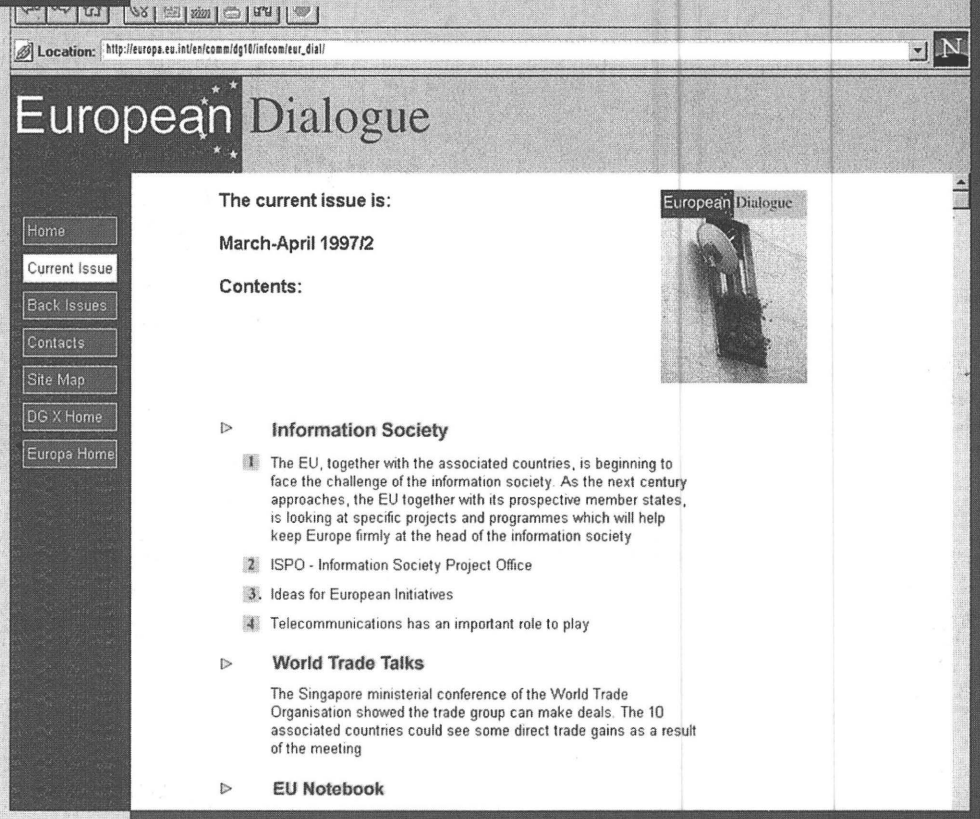 Location: http://europa.eu.int/en/comm/dg10/infcom/eur_dial/
N
European Dialogue
Home
Current Issue
Back Issues
Contacts
Site Map
DG X Home
Europa Home
The current issue is:
March-April 1997/2
Contents:
European Dialogue
Information Society
1 The EU, together with the associated countries, is beginning to
face the challenge of the information society. As the next century
approaches, the EU together with its prospective member states,
is looking at specific projects and programmes which will help
keep Europe firmly at the head of the information society
2 ISPO - Information Society Project Office
3. Ideas for European Initiatives
4 Telecommunications has an important role to play
World Trade Talks
The Singapore ministerial conference of the World Trade
Organisation showed the trade group can make deals. The 10
associated countries could see some direct trade gains as a result
of the meeting
EU Notebook